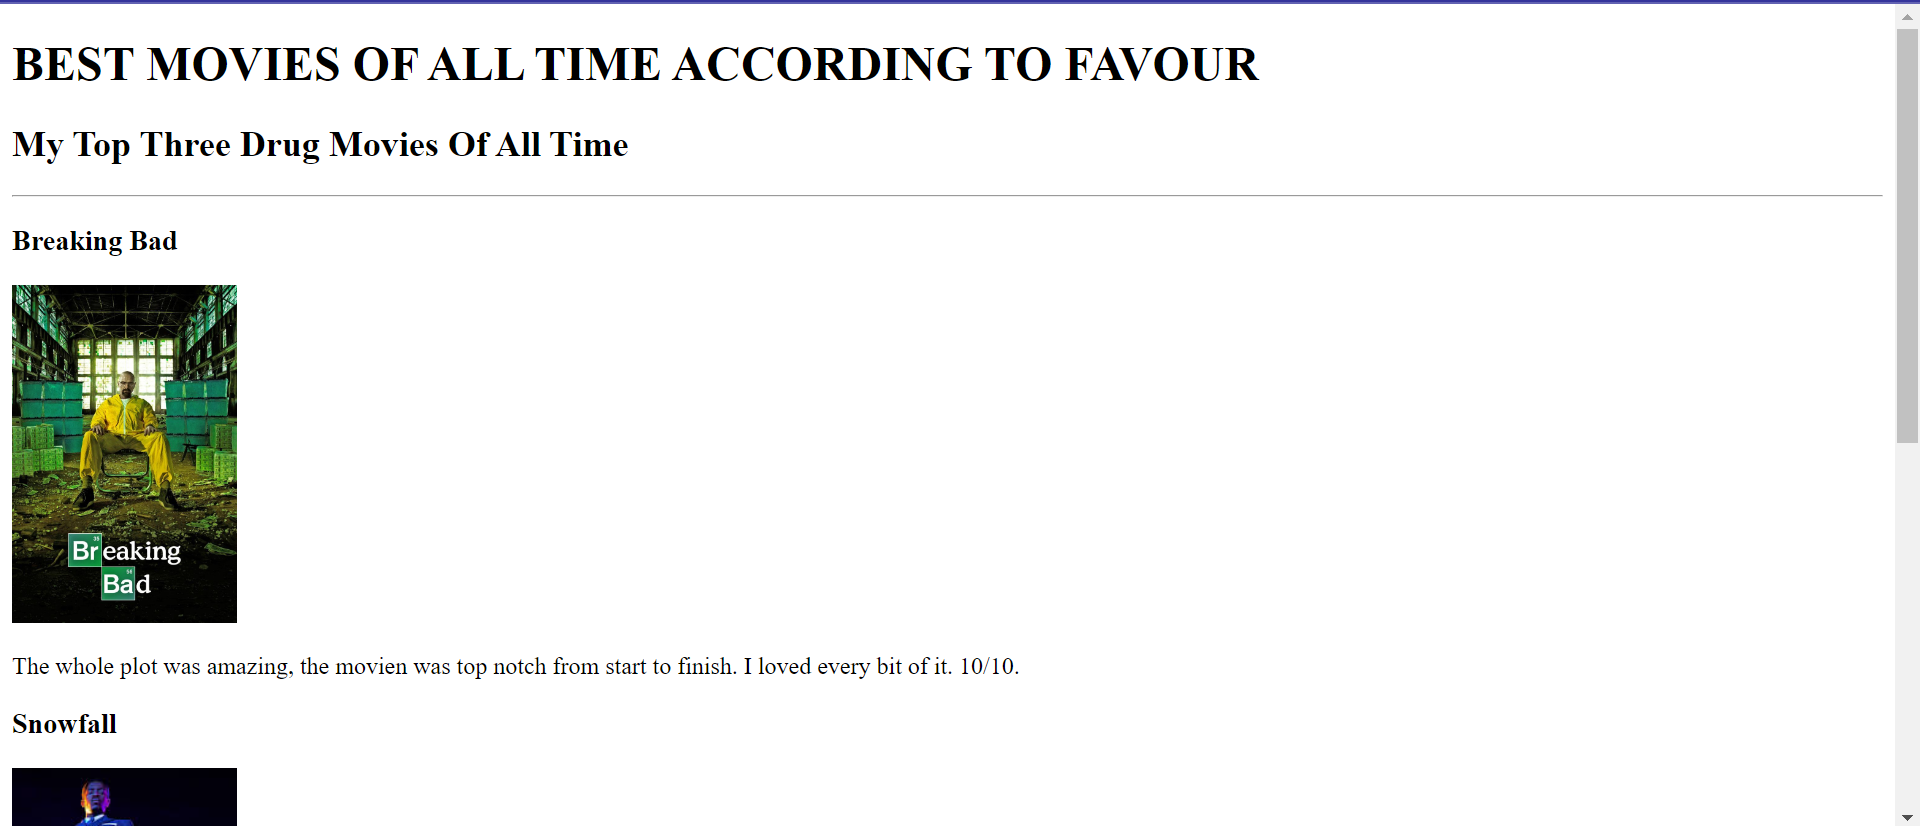 BEST MOVIES OF ALL TIME ACCORDING TO FAVOUR
My Top Three Drug Movies Of All Time
Breaking Bad
Breaking
Bad
The whole plot was amazing, the movien was top notch from start to finish. I loved every bit of it. 10/10.
Snowfall